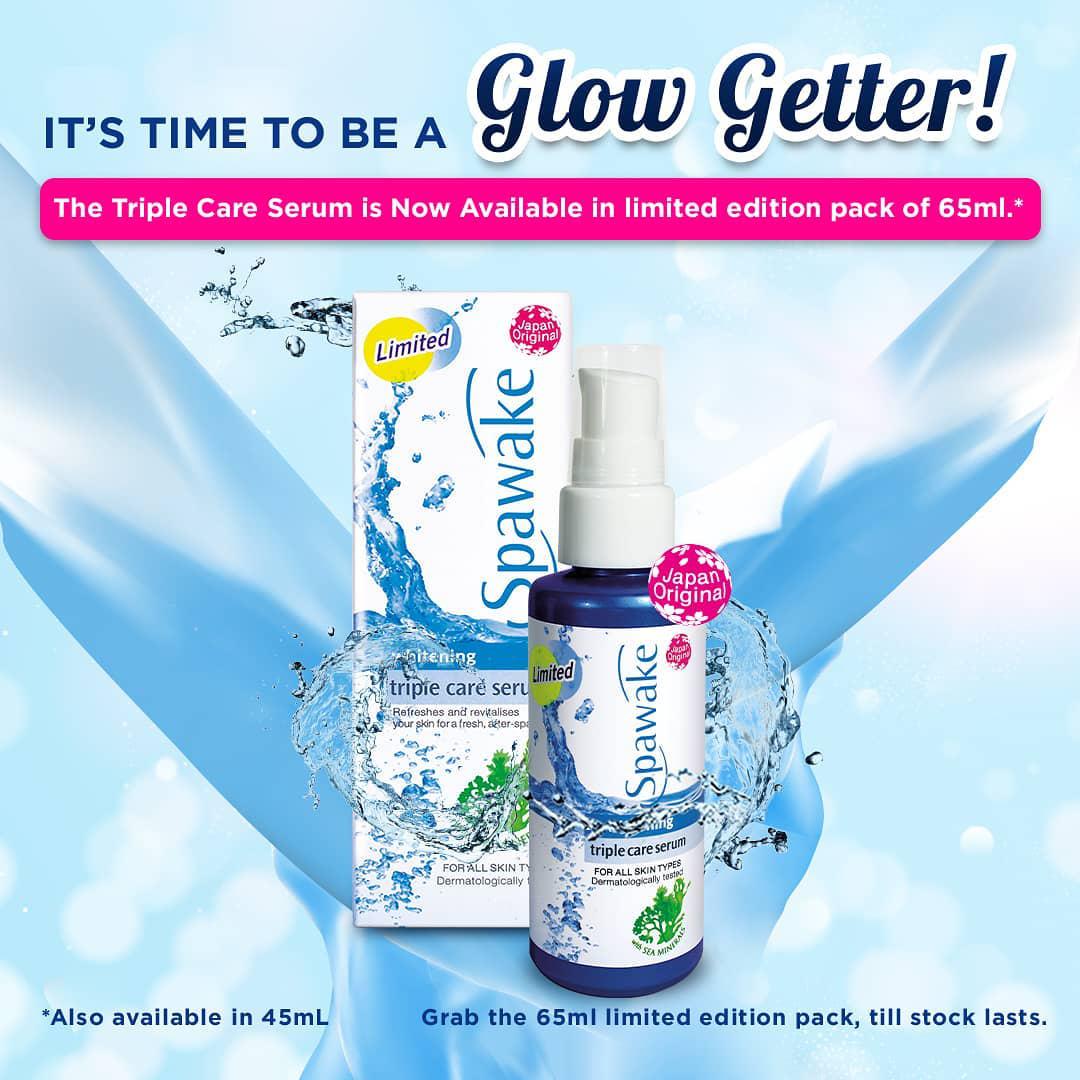 IT'S TIME TO BE A Glow Getter!
The Triple Care Serum is Now Available in limited edition pack of 65ml.*
Limited
Japan
Original
Spawake
whitening
triple care
Refreshes and revitalises
your skin for a fresh,
FOR ALL SKIN
Dermatologically
Japan
Original
Limited
Japan
Original
Spawake
triple care serum
FOR ALL SKIN TYPES
Dermatologically tested
with SEA MINERALS
*Also available in 45mL
Grab the 65ml limited edition pack, till stock lasts.